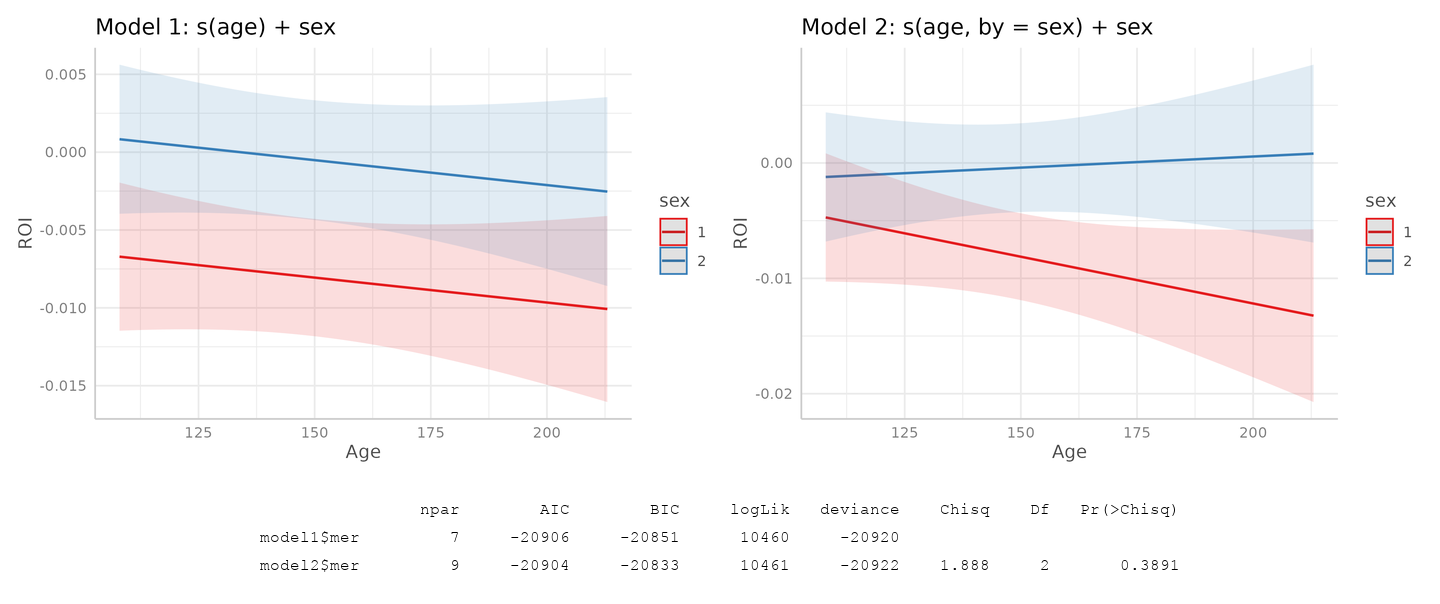 Model 1: s(age) + sex
0.005
0.000
-0.005
-0.010
-0.015
ROI
125 150 175 200
Age
sex
1
2
Model 2: s(age, by = sex) + sex
0.00
-0.01
-0.02
ROI
125 150 175 200
Age
sex
1
2
npar AIC BIC logLik deviance Chisq Df Pr(>Chisq)
model1$mer 7 -20906 -20851 10460 -20920
model2$mer 9 -20904 -20833 10461 -20922 1.888 2 0.3891